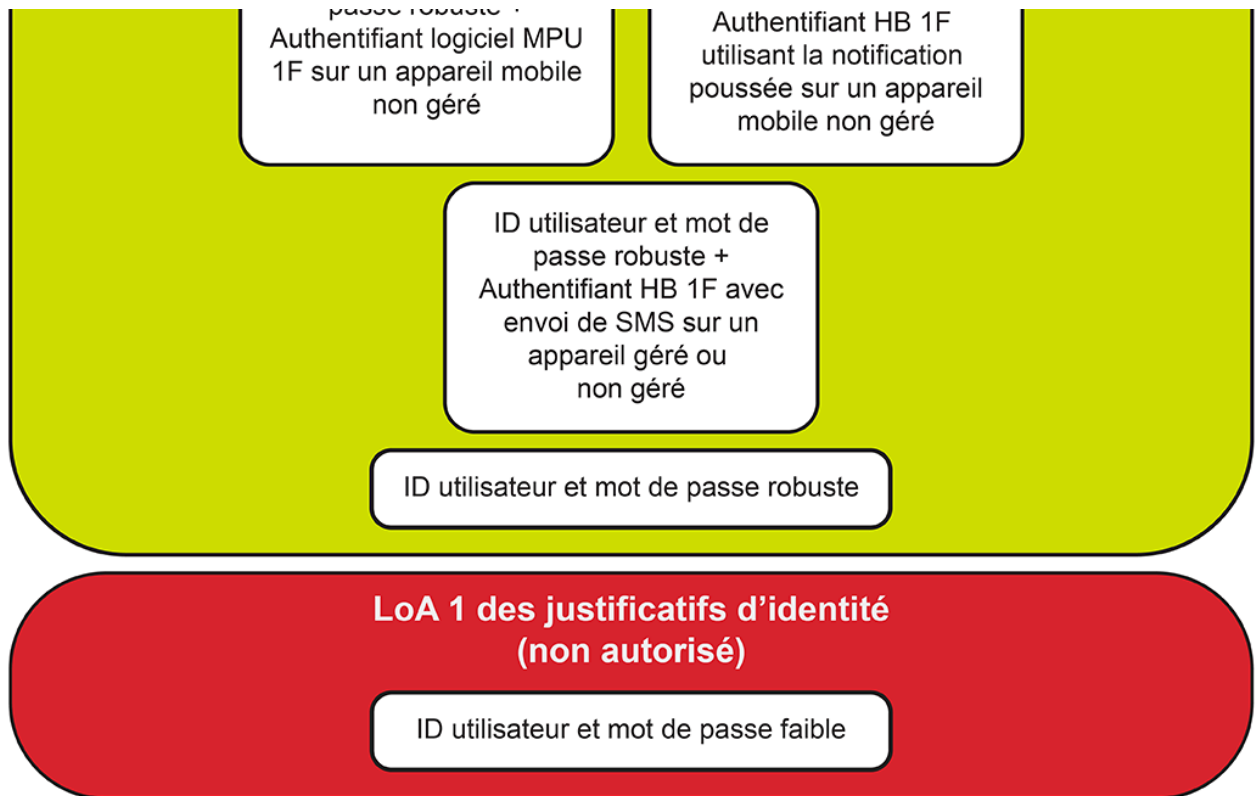 passe robuste +
Authentifiant logiciel MPU
1F sur un appareil mobile
non géré
Authentifiant HB 1F
utilisant la notification
poussée sur un appareil
mobile non géré
ID utilisateur et mot de
passe robuste +
Authentifiant HB 1F avec
envoi de SMS sur un
appareil géré ou
non géré
ID utilisateur et mot de passe robuste
LoA 1 des justificatifs d’identité
(non autorisé)
ID utilisateur et mot de passe faible